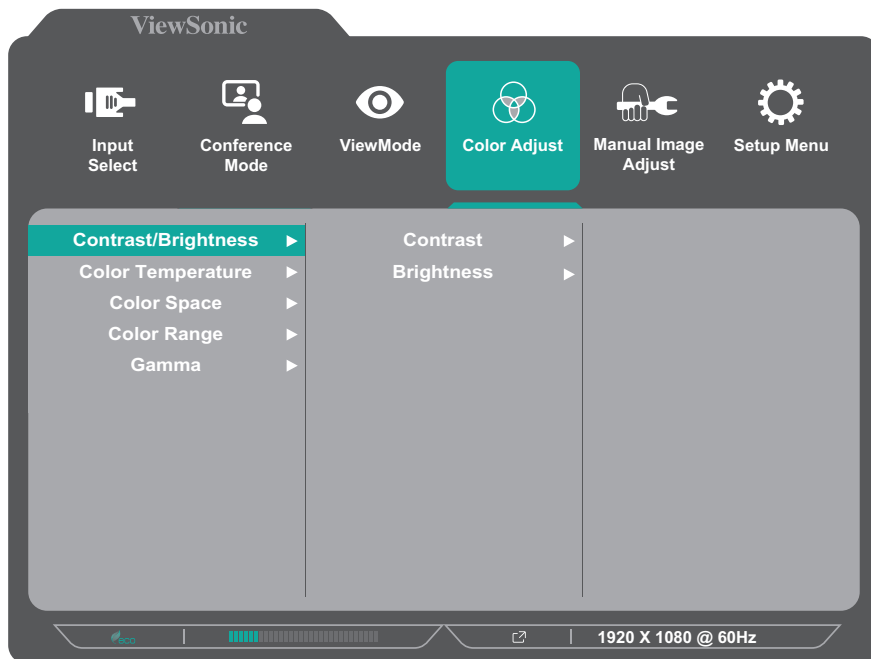 ViewSonic
Input
Select
Conference
Mode
ViewMode
Color Adjust
Manual Image
Adjust
Setup Menu
Contrast/Brightness
Color Temperature
Color Space
Color Range
Gamma
Contrast
Brightness
eco
1920 X 1080 @ 60Hz